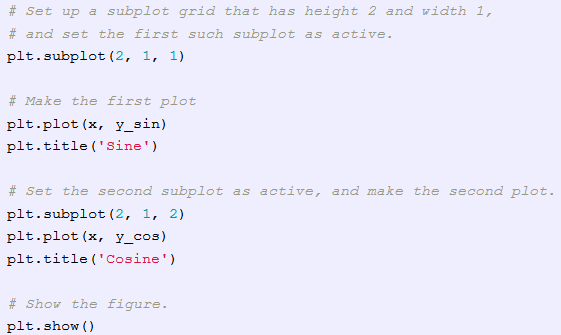 # Set up a subplot grid that has height 2 and width 1,
# and set the first such subplot as active.
plt.subplot(2, 1, 1)
# Make the first plot
plt.plot(x, y_sin)
plt.title('Sine')
# Set the second subplot as active, and make the second plot.
plt.subplot(2, 1, 2)
plt.plot(x, y_cos)
plt.title('Cosine')
# Show the figure.
plt.show()